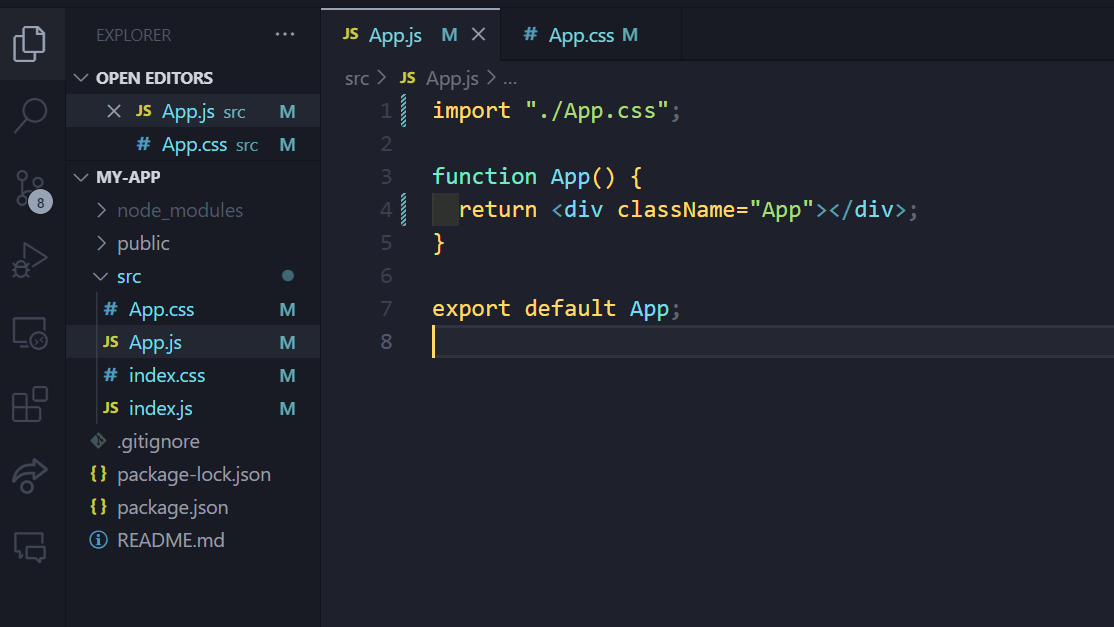 EXPLORER ...
OPEN EDITORS
JS App.js src M
# App.css src M
MY-APP
node_modules
public
src
# App.css M
JS App.js M
# index.css M
JS index.js M
.gitignore
{} package-lock.json
{} package.json
README.md
8
JS App.js M
# App.css M
src > JS App.js > ...
1 import "./App.css";
2
3 function App() {
4 return <div className="App"></div>;
5 }
6
7 export default App;
8